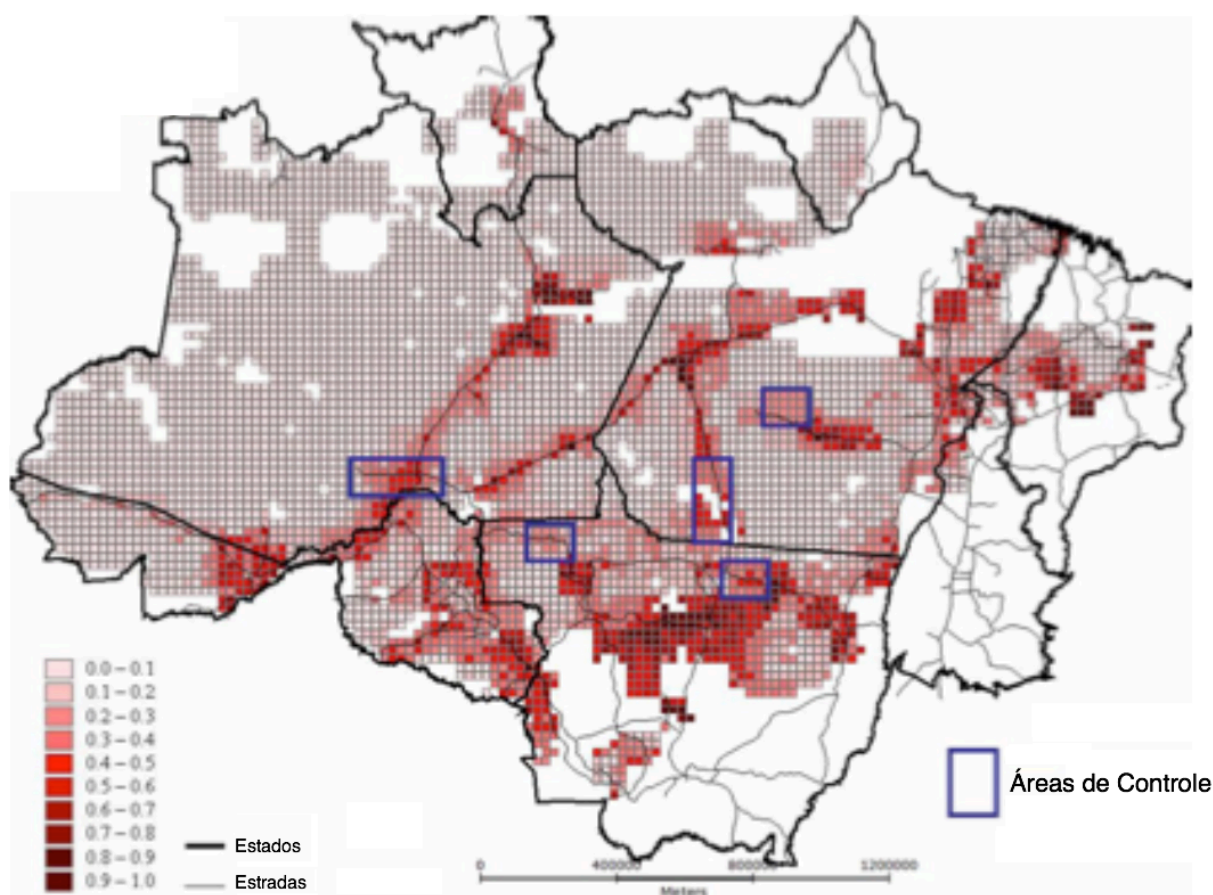 0.0 – 0.1
0.1 – 0.2
0.2 – 0.3
0.3 – 0.4
0.4 – 0.5
0.5 – 0.6
0.6 – 0.7
0.7 – 0.8
0.8 – 0.9
0.9 – 1.0
Estados
Estradas
Áreas de Controle
0 400000 800000 1200000
Meters